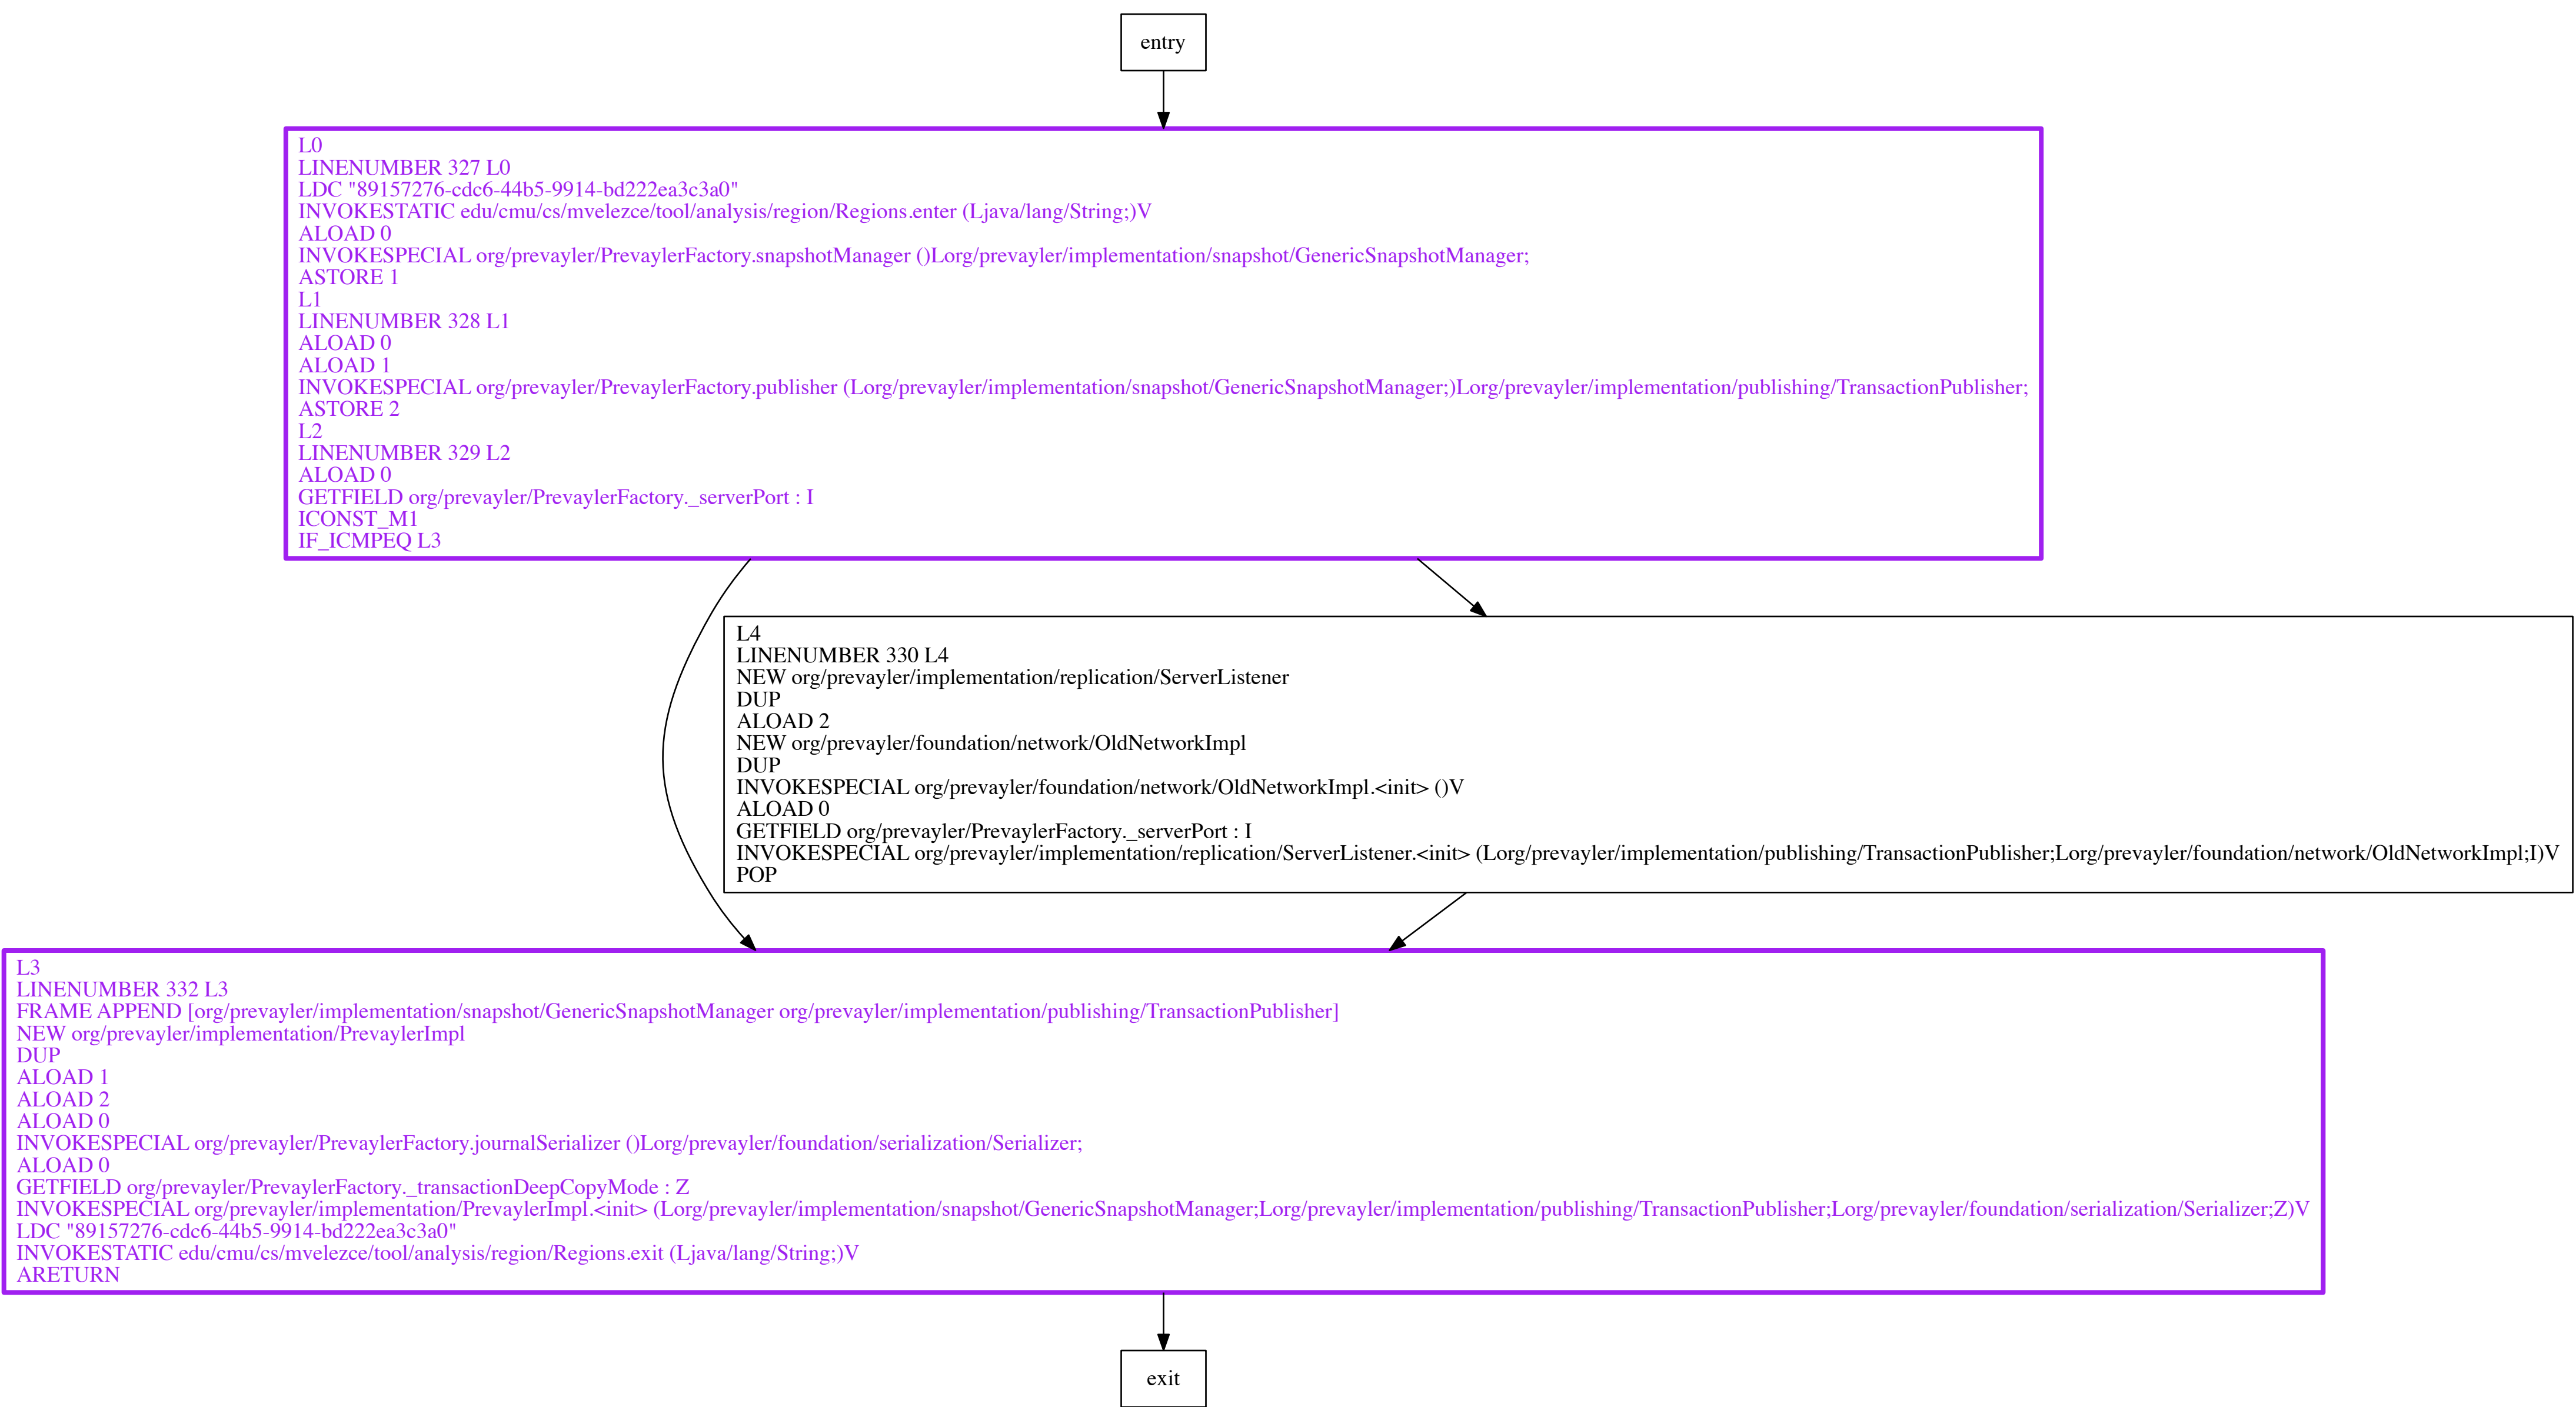 entry
L0
LINENUMBER 327 L0
LDC "89157276-cdc6-44b5-9914-bd222ea3c3a0"
INVOKESTATIC edu/cmu/cs/mvelezce/tool/analysis/region/Regions.enter (Ljava/lang/String;)V
ALOAD 0
INVOKESPECIAL org/prevayler/PrevaylerFactory.snapshotManager ()Lorg/prevayler/implementation/snapshot/GenericSnapshotManager;
ASTORE 1
L1
LINENUMBER 328 L1
ALOAD 0
ALOAD 1
INVOKESPECIAL org/prevayler/PrevaylerFactory.publisher (Lorg/prevayler/implementation/snapshot/GenericSnapshotManager;)Lorg/prevayler/implementation/publishing/TransactionPublisher;
ASTORE 2
L2
LINENUMBER 329 L2
ALOAD 0
GETFIELD org/prevayler/PrevaylerFactory._serverPort : I
ICONST_M1
IF_ICMPEQ L3
L4
LINENUMBER 330 L4
NEW org/prevayler/implementation/replication/ServerListener
DUP
ALOAD 2
NEW org/prevayler/foundation/network/OldNetworkImpl
DUP
INVOKESPECIAL org/prevayler/foundation/network/OldNetworkImpl.<init> ()V
ALOAD 0
GETFIELD org/prevayler/PrevaylerFactory._serverPort : I
INVOKESPECIAL org/prevayler/implementation/replication/ServerListener.<init> (Lorg/prevayler/implementation/publishing/TransactionPublisher;Lorg/prevayler/foundation/network/OldNetworkImpl;I)V
POP
L3
LINENUMBER 332 L3
FRAME APPEND [org/prevayler/implementation/snapshot/GenericSnapshotManager org/prevayler/implementation/publishing/TransactionPublisher]
NEW org/prevayler/implementation/PrevaylerImpl
DUP
ALOAD 1
ALOAD 2
ALOAD 0
INVOKESPECIAL org/prevayler/PrevaylerFactory.journalSerializer ()Lorg/prevayler/foundation/serialization/Serializer;
ALOAD 0
GETFIELD org/prevayler/PrevaylerFactory._transactionDeepCopyMode : Z
INVOKESPECIAL org/prevayler/implementation/PrevaylerImpl.<init> (Lorg/prevayler/implementation/snapshot/GenericSnapshotManager;Lorg/prevayler/implementation/publishing/TransactionPublisher;Lorg/prevayler/foundation/serialization/Serializer;Z)V
LDC "89157276-cdc6-44b5-9914-bd222ea3c3a0"
INVOKESTATIC edu/cmu/cs/mvelezce/tool/analysis/region/Regions.exit (Ljava/lang/String;)V
ARETURN
exit